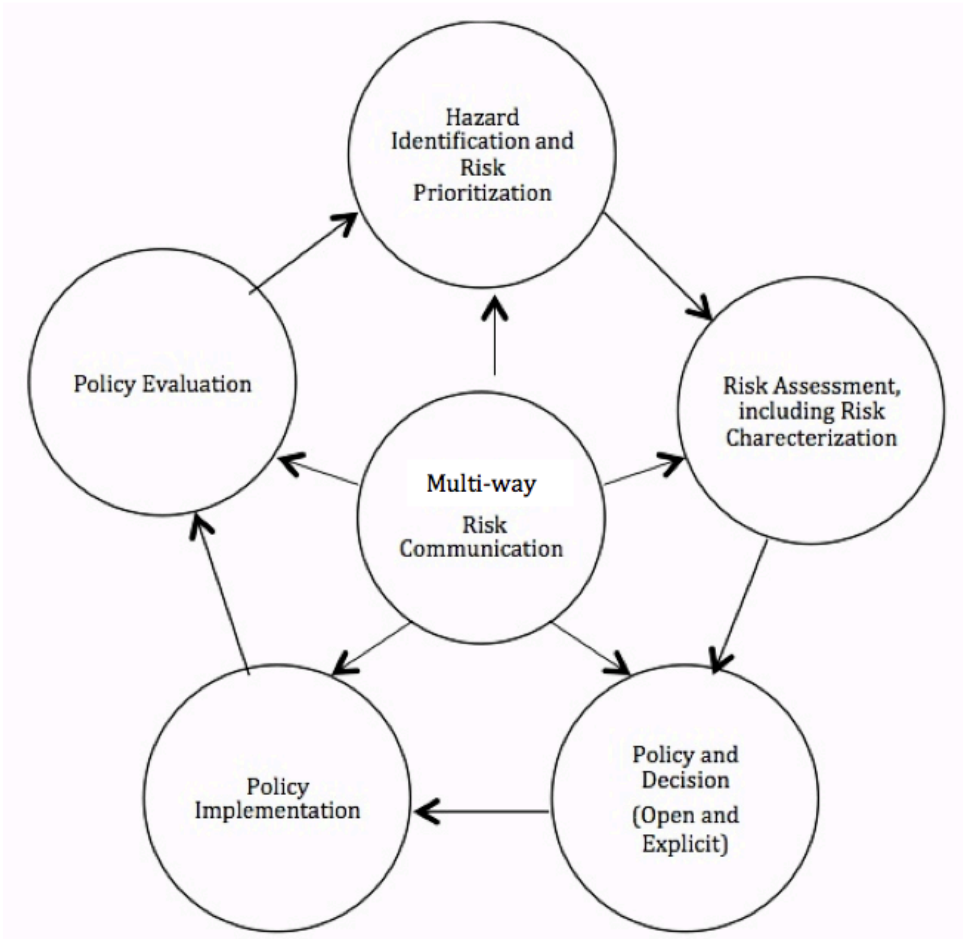 Hazard
Identification and
Risk
Prioritization
Policy Evaluation
Risk Assessment,
including Risk
Charecterization
Multi-way
Risk
Communication
Policy
Implementation
Policy and
Decision
(Open and
Explicit)